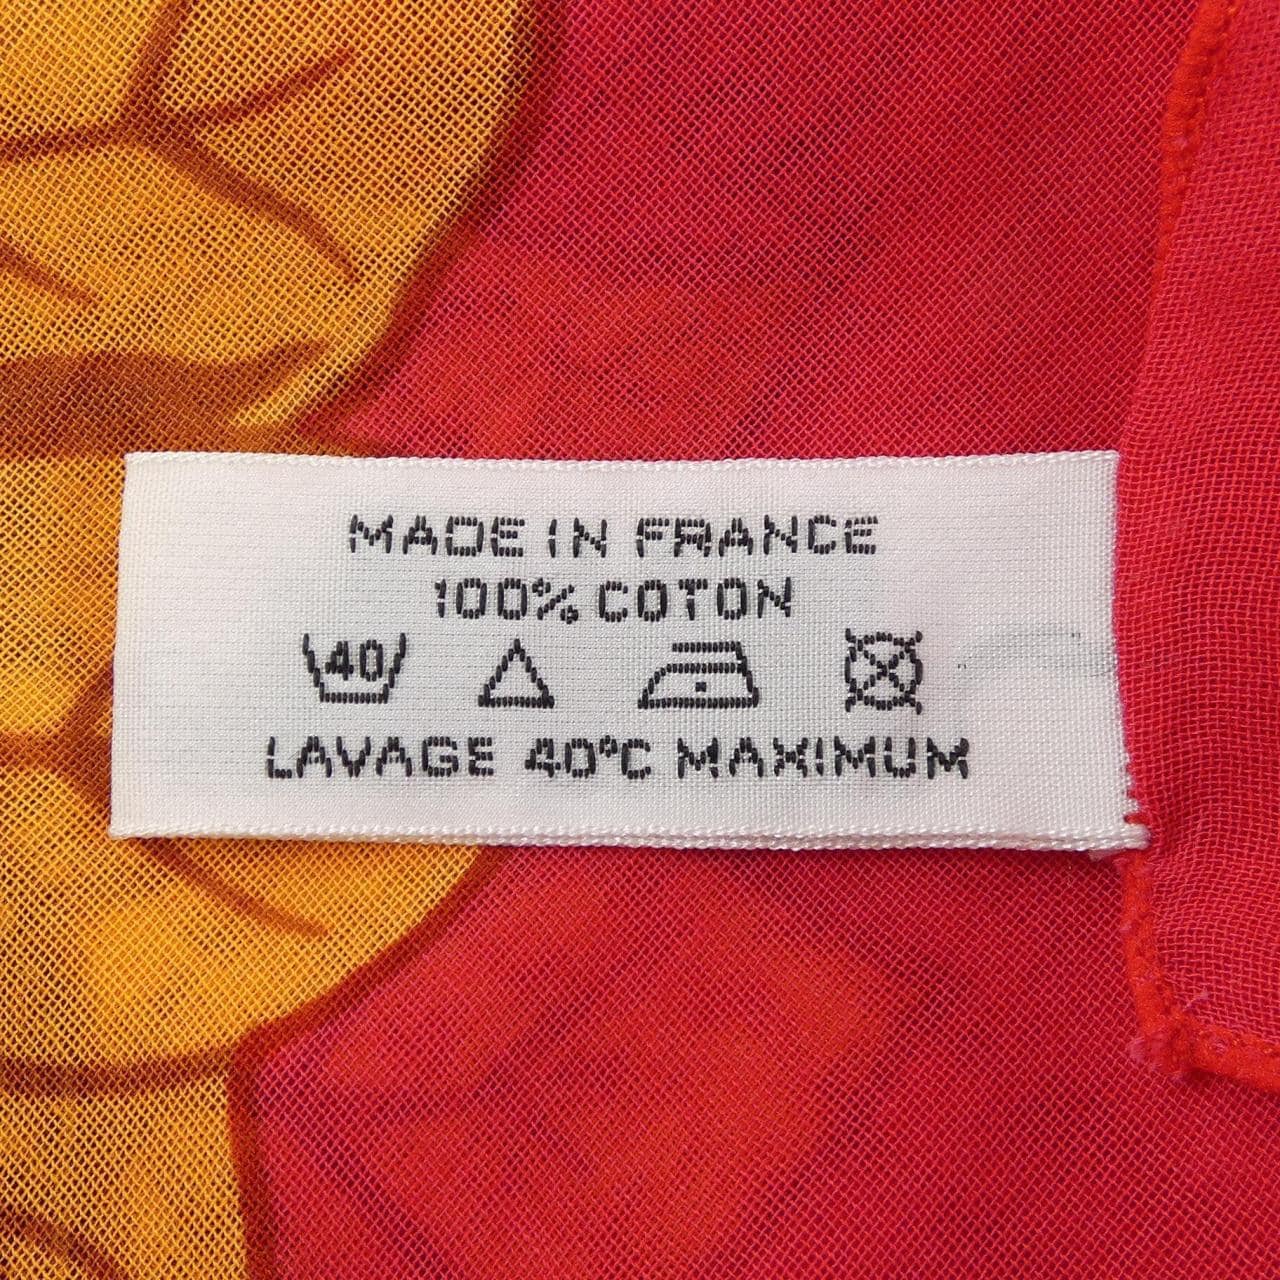 MADE IN FRANCE
100% COTON
40
LAVAGE 40°C MAXIMUM